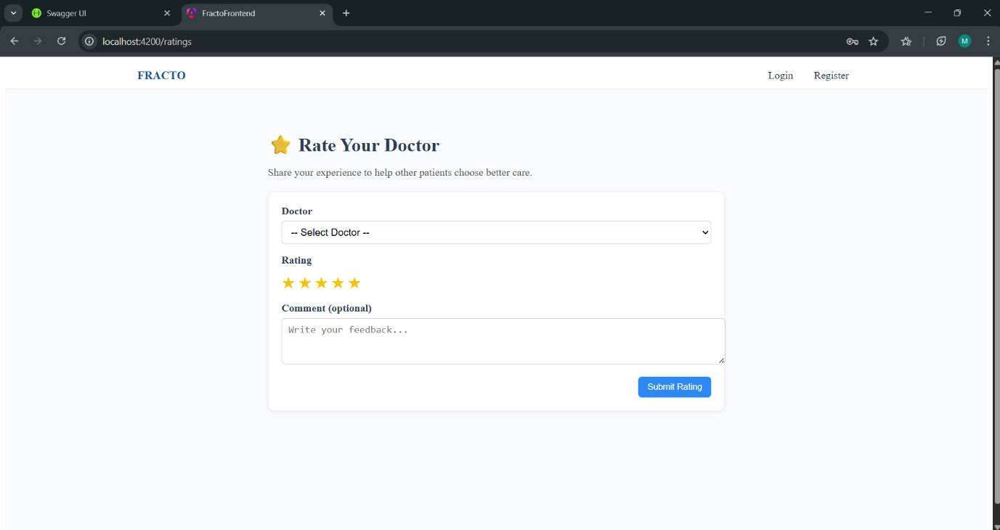 Swagger UI
FractoFrontend
localhost:4200/ratings
M
FRACTO
Login
Register
Rate Your Doctor
Share your experience to help other patients choose better care.
Doctor
-- Select Doctor --
Rating
Comment (optional)
Write your feedback...
Submit Rating